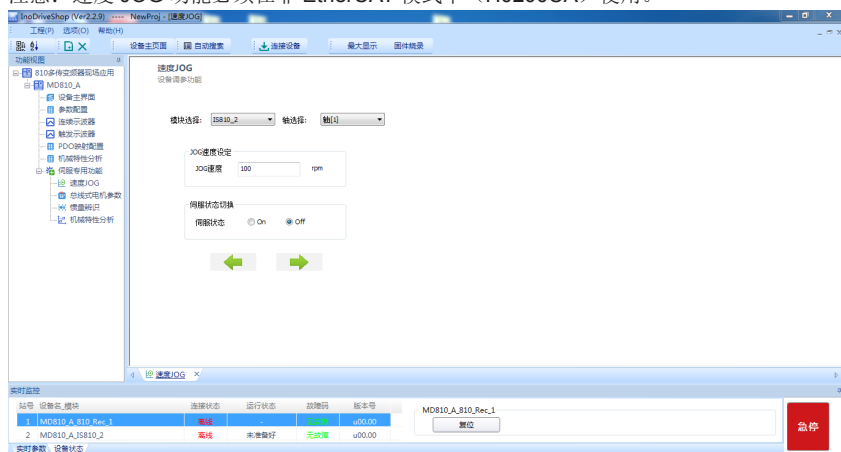 InoDriveShop (Ver2.2.9) ---- NewProj - [速度JOG]
工程(P) 选项(O) 帮助(H)
设备主页面 自动搜索 连接设备 最大显示 固件烧录
功能视图
810多传变频器现场应用
MD810_A
设备主界面
参数配置
连续示波器
触发示波器
PDO映射配置
机械特性分析
伺服专用功能
速度JOG
总线式电机参数
惯量辨识
机械特性分析
速度JOG
设备调参功能
模块选择: IS810_2 轴选择: 轴[1]
JOG速度设定
JOG速度 100 rpm
伺服状态切换
伺服状态 On Off
速度JOG ×
实时监控
站号 设备名_模块 连接状态 运行状态 故障码 版本号
1 MD810_A_810_Rec_1 离线 - u00.00
2 MD810_A_IS810_2 离线 未准备好 无故障 u00.00
MD810_A_810_Rec_1
复位
急停
实时参数 设备状态